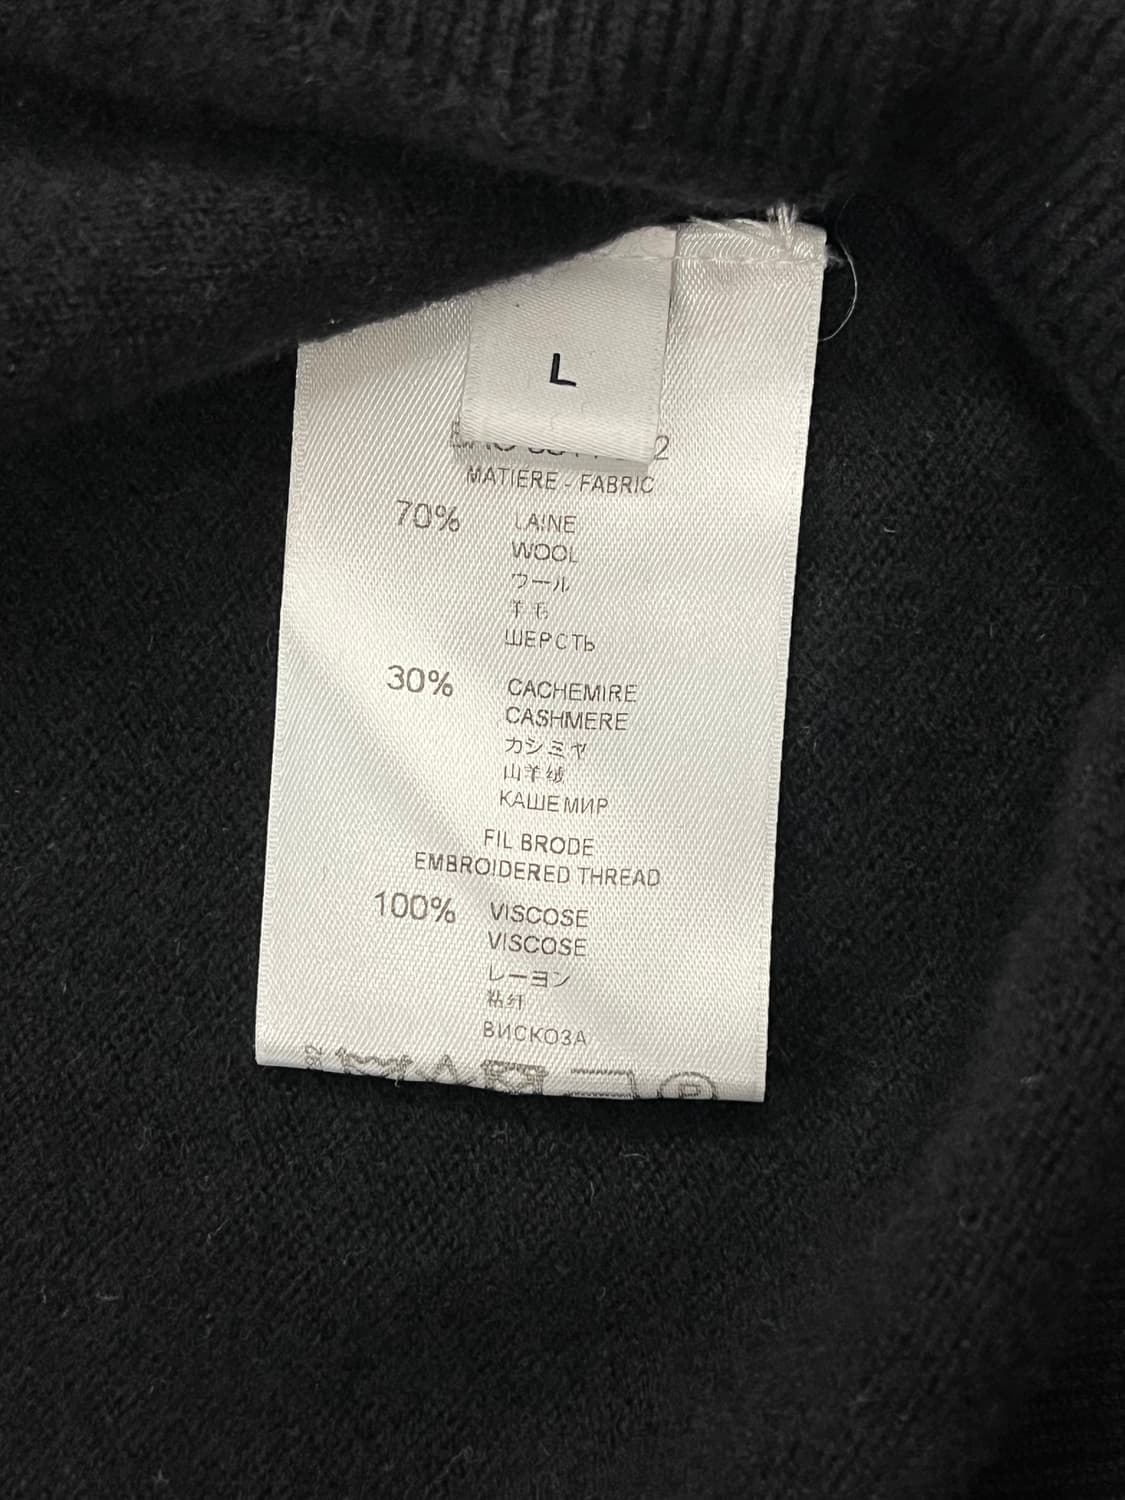 L
MATIÈRE - FABRIC
70% LAINE
WOOL
ウール
羊毛
ШЕРСТЬ
30% CACHEMIRE
CASHMERE
カシミヤ
山羊绒
КАШЕМИР
FIL BRODE
EMBROIDERED THREAD
100% VISCOSE
VISCOSE
レーヨン
粘纤
ВИСКОЗА
P